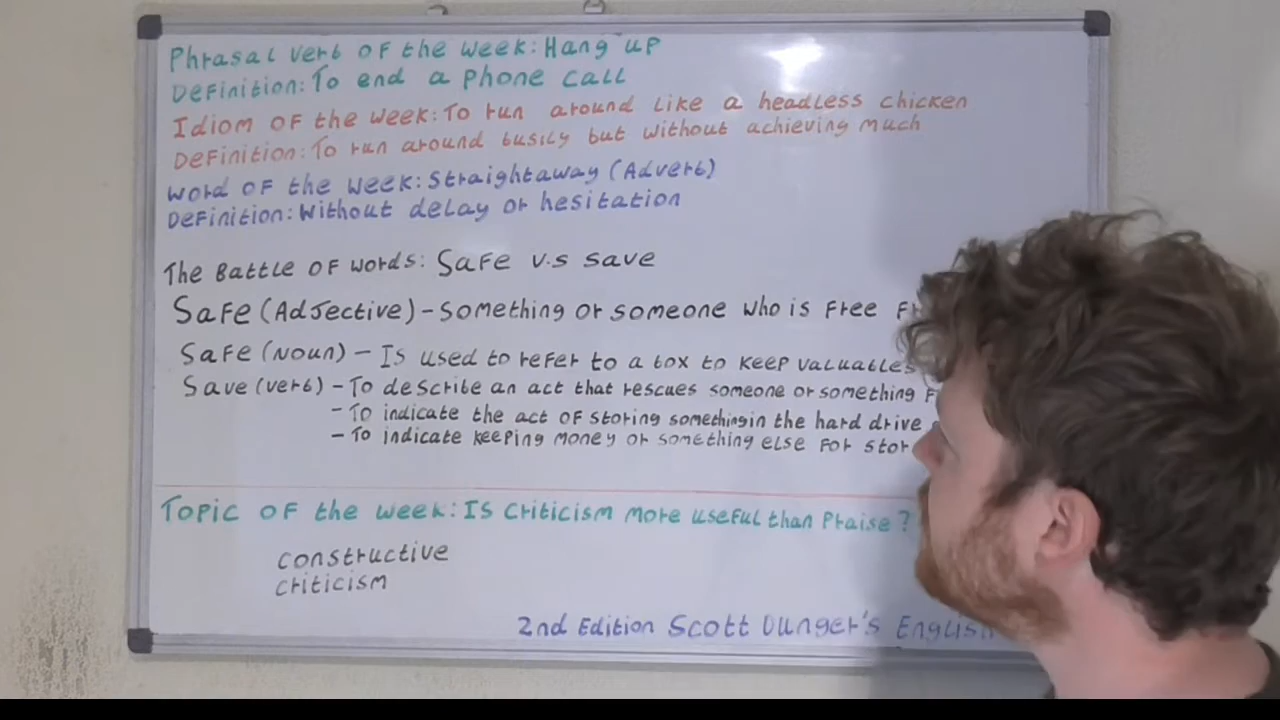 Phrasal verb of the week: Hang up
Definition: To end a phone call
Idiom of the week: To run around like a headless chicken
Definition: To run around busily but without achieving much
Word of the week: Straightaway (Adverb)
Definition: Without delay or hesitation
The Battle of words: Safe v.s save
Safe (Adjective) - Something or someone who is free
Safe (Noun) - Is used to refer to a box to keep valuables
Save (verb) - To describe an act that rescues someone or something
- To indicate the act of storing something in the hard drive
- To indicate keeping money or something else for
Topic of the week: Is criticism more useful than Praise?
constructive
criticism
2nd Edition Scott Dunger's English